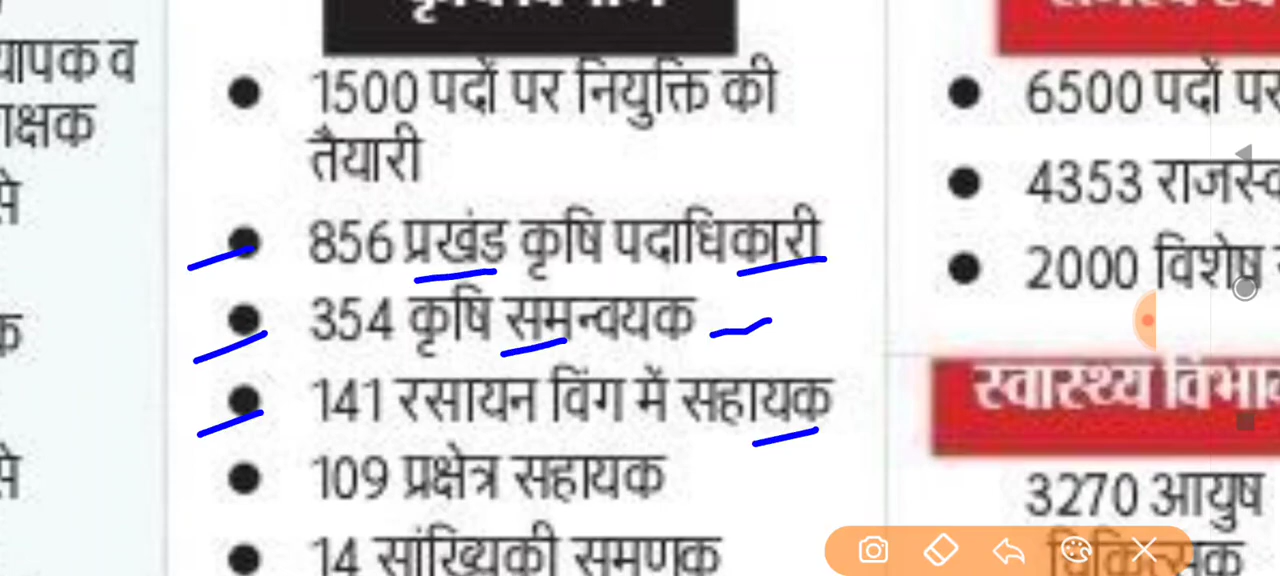 यापक व
क्षक
से
क
से
कृषि विभाग
1500 पदों पर नियुक्ति की
तैयारी
856 प्रखंड कृषि पदाधिकारी
354 कृषि समन्वयक
141 रसायन विंग में सहायक
109 प्रक्षेत्र सहायक
14 सांख्यिकी समणक
6500 पदों पर
4353 राजस्व
2000 विशेष
स्वास्थ्य विभाग
3270 आयुष
चिकित्सक